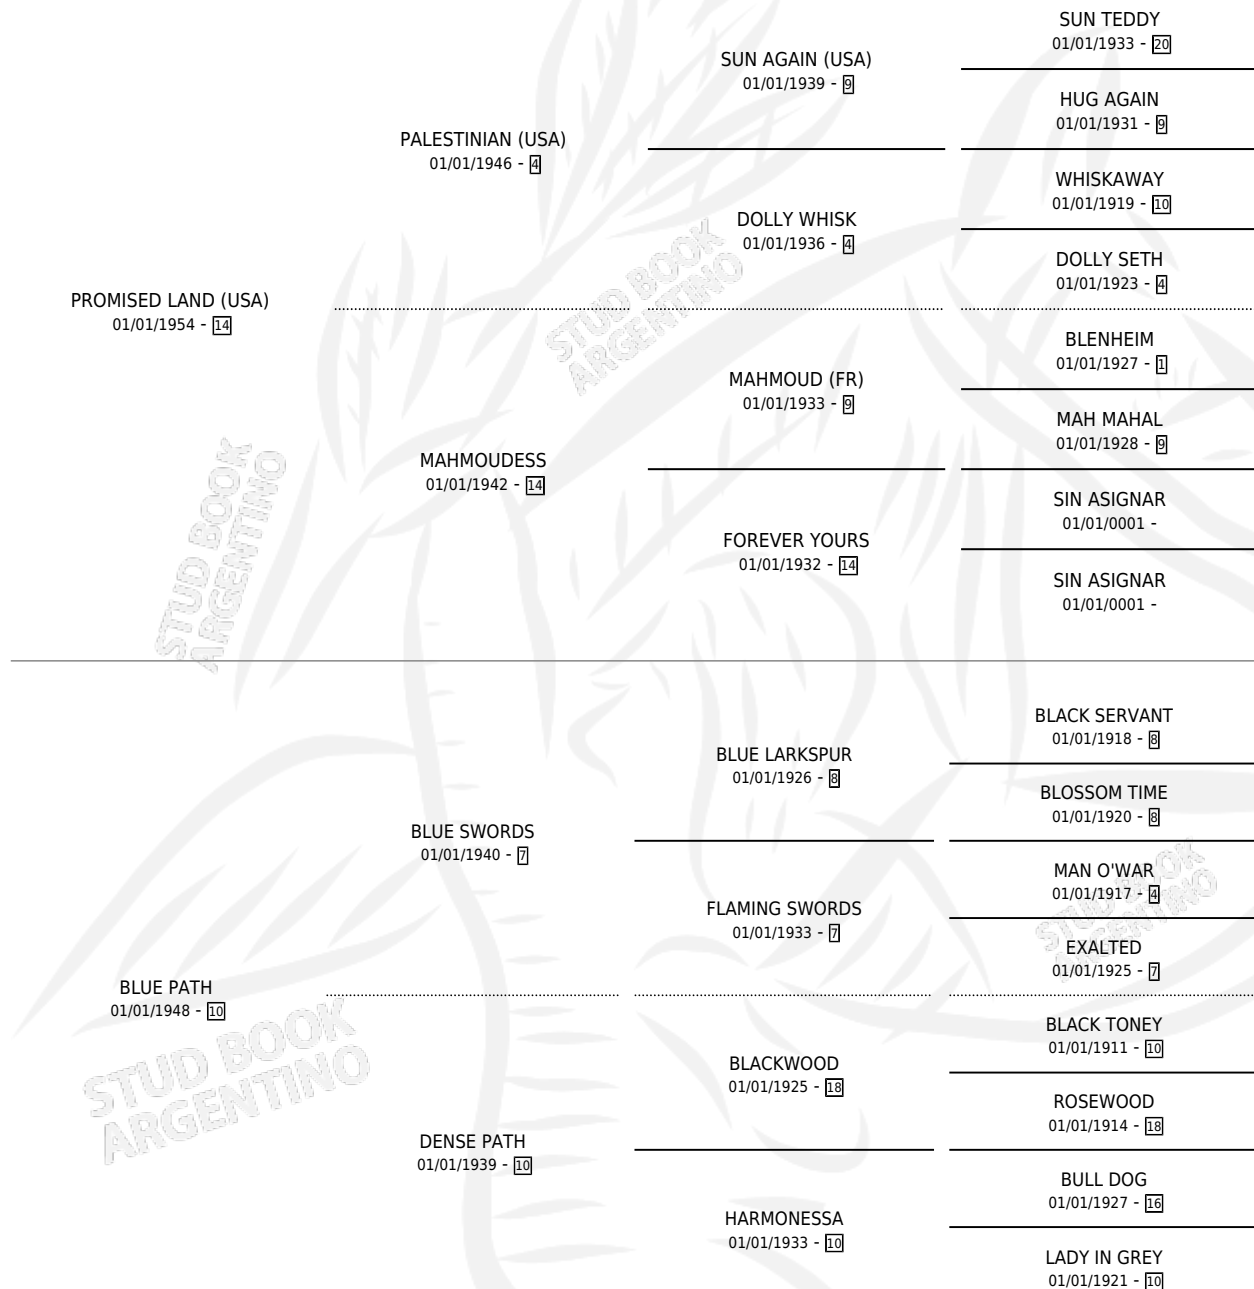 SUN TEDDY
01/01/1933 - 20
SUN AGAIN (USA)
01/01/1939 - 9
HUG AGAIN
01/01/1931 - 9
PALESTINIAN (USA)
01/01/1946 - 4
WHISKAWAY
01/01/1919 - 10
DOLLY WHISK
01/01/1936 - 4
DOLLY SETH
01/01/1923 - 4
PROMISED LAND (USA)
01/01/1954 - 14
BLENHEIM
01/01/1927 - 1
MAHMOUD (FR)
01/01/1933 - 9
MAH MAHAL
01/01/1928 - 9
MAHMOUDESS
01/01/1942 - 14
SIN ASIGNAR
01/01/0001 -
FOREVER YOURS
01/01/1932 - 14
SIN ASIGNAR
01/01/0001 -
BLACK SERVANT
01/01/1918 - 8
BLUE LARKSPUR
01/01/1926 - 8
BLOSSOM TIME
01/01/1920 - 8
BLUE SWORDS
01/01/1940 - 7
MAN O'WAR
01/01/1917 - 4
FLAMING SWORDS
01/01/1933 - 7
EXALTED
01/01/1925 - 7
BLUE PATH
01/01/1948 - 10
BLACK TONEY
01/01/1911 - 10
BLACKWOOD
01/01/1925 - 18
ROSEWOOD
01/01/1914 - 18
DENSE PATH
01/01/1939 - 10
BULL DOG
01/01/1927 - 16
HARMONESSA
01/01/1933 - 10
LADY IN GREY
01/01/1921 - 10
STUD BOOK
ARGENTINO
STUD BOOK
ARGENTINO
STUD BOOK
ARGENTINO
STUD BOOK
ARGENTINO